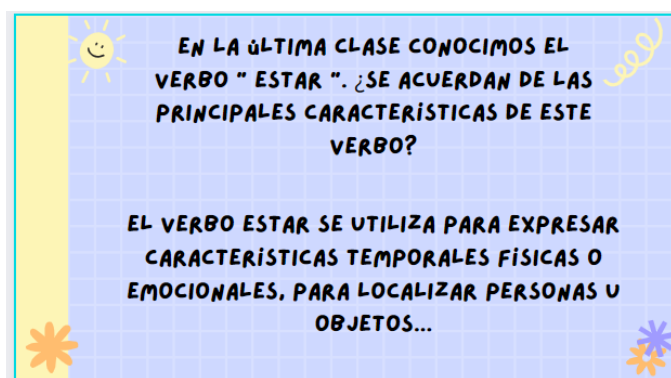 EN LA ÚLTIMA CLASE CONOCIMOS EL
VERBO " ESTAR ". ¿SE ACUERDAN DE LAS
PRINCIPALES CARACTERÍSTICAS DE ESTE
VERBO?
EL VERBO ESTAR SE UTILIZA PARA EXPRESAR
CARACTERÍSTICAS TEMPORALES FÍSICAS O
EMOCIONALES, PARA LOCALIZAR PERSONAS U
OBJETOS...